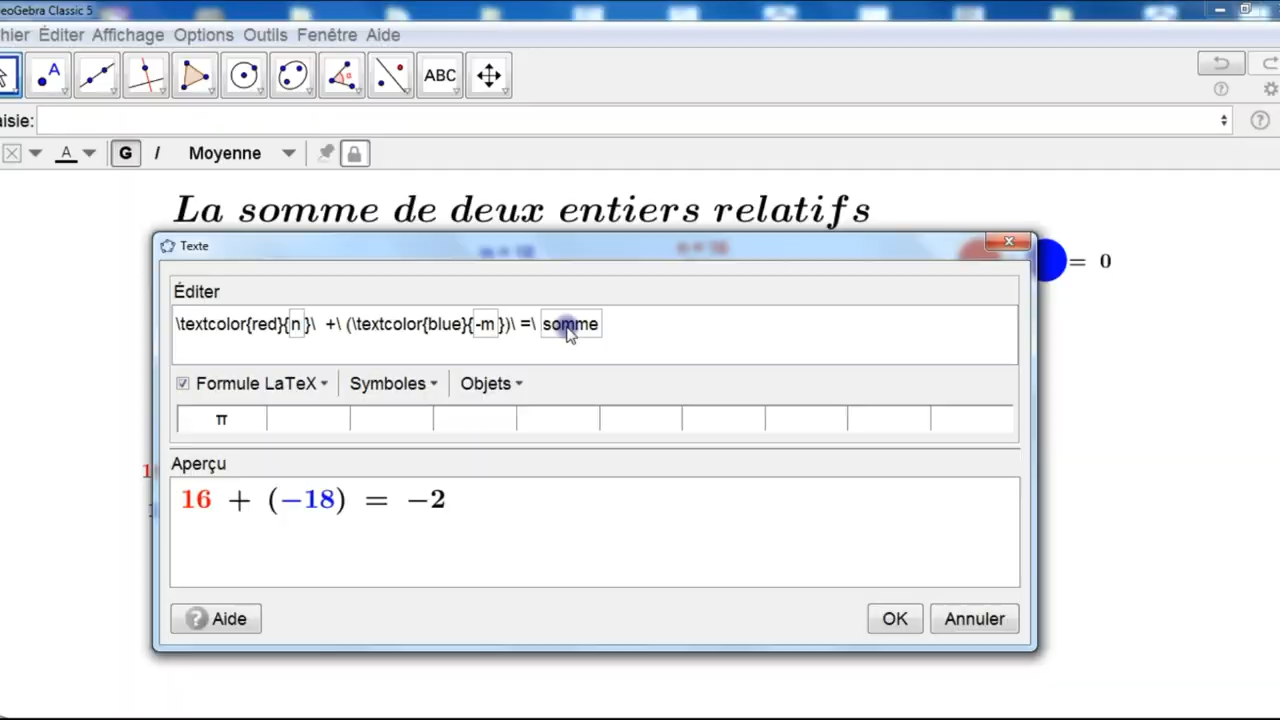 eoGebra Classic 5
hier Éditer Affichage Options Outils Fenêtre Aide
A ABC
aisie:
A G I Moyenne
La somme de deux entiers relatifs
= 0
Texte
Éditer
\textcolor{red}{n}\ +\ (\textcolor{blue}{-m})\ =\ somme
Formule LaTeX Symboles Objets
π
Aperçu
16 + (−18) = −2
Aide OK Annuler